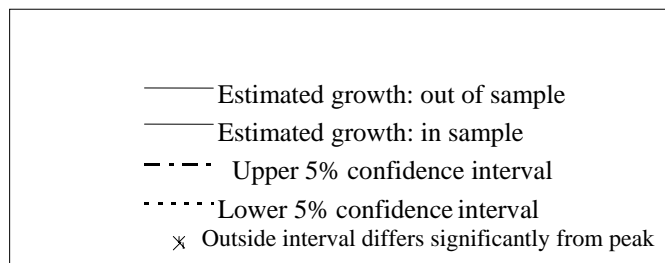 Estimated growth: out of sample
Estimated growth: in sample
Upper 5% confidence interval
Lower 5% confidence interval
Outside interval differs significantly from peak